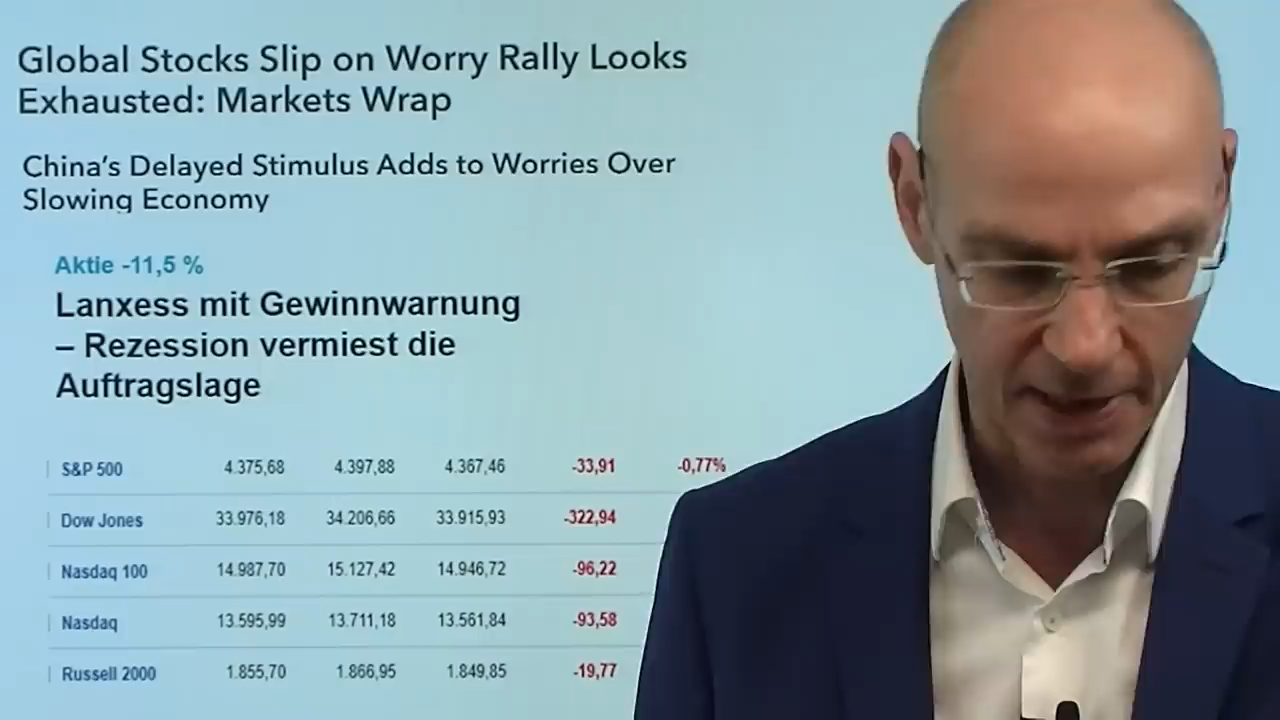 Global Stocks Slip on Worry Rally Looks
Exhausted: Markets Wrap
China’s Delayed Stimulus Adds to Worries Over
Slowing Economy
Aktie -11,5 %
Lanxess mit Gewinnwarnung
– Rezession vermiest die
Auftragslage
S&P 500 4.375,68 4.397,88 4.367,46 -33,91 -0,77%
Dow Jones 33.976,18 34.206,66 33.915,93 -322,94
Nasdaq 100 14.987,70 15.127,42 14.946,72 -96,22
Nasdaq 13.595,99 13.711,18 13.561,84 -93,58
Russell 2000 1.855,70 1.866,95 1.849,85 -19,77